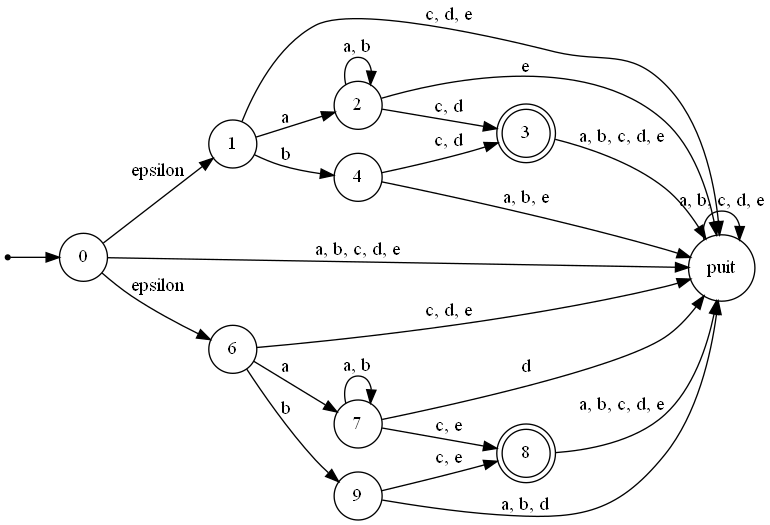 c, d, e
a, b
e
2
a
c, d
3
1
a, b, c, d, e
b
c, d
epsilon
4
a, b, e
a, b, c, d, e
0
a, b, c, d, e
puit
epsilon
c, d, e
6
a
a, b
d
7
b
c, e
a, b, c, d, e
8
c, e
9
a, b, d